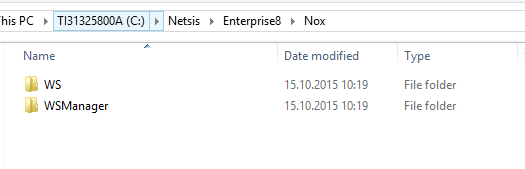 This PC TI31325800A (C:) Netsis Enterprise8 Nox
Name Date modified Type
WS 15.10.2015 10:19 File folder
WSManager 15.10.2015 10:19 File folder